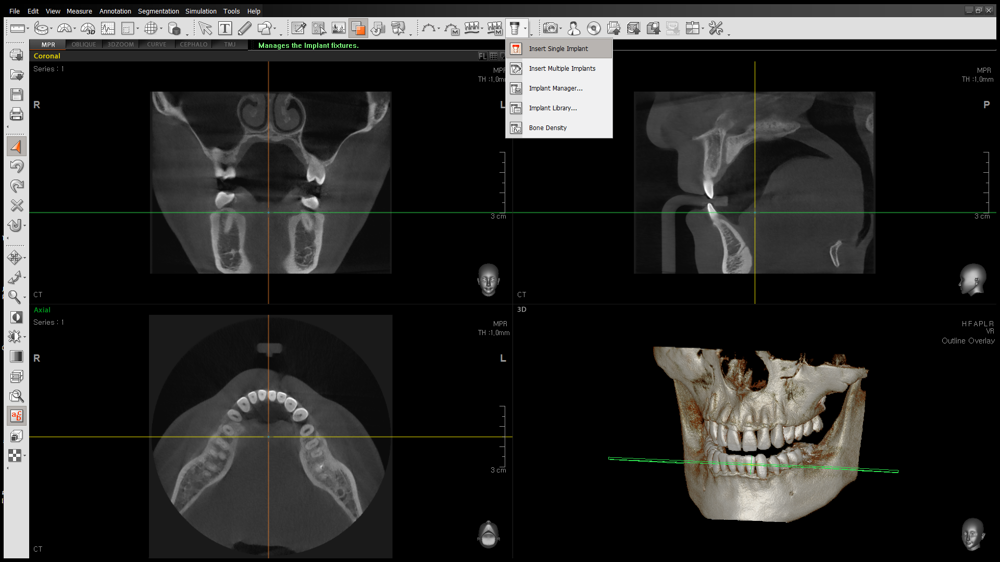 File Edit View Measure Annotation Segmentation Simulation Tools Help
3D
M
M
MPR OBLIQUE 3DZOOM CURVE CEPHALO TMJ
Manages the Implant fixtures.
Insert Single Implant
Insert Multiple Implants
Implant Manager...
Implant Library...
Bone Density
Coronal
FL
Series : 1
MPR
TH :1,0mm
R
L
3 cm
CT
MPR
TH :1,0mm
P
3 cm
CT
Axial
Series : 1
MPR
TH :1,0mm
R
L
3 cm
CT
3D
H F A P L R
VR
Outline Overlay
abc